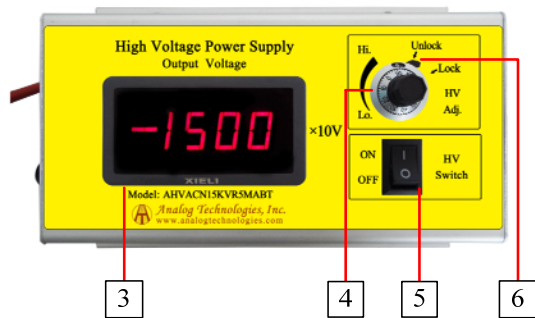 High Voltage Power Supply
Output Voltage
-1500
×10V
XIELI
Model: AHVACN15KVR5MABT
Analog Technologies, Inc.
www.analogtechnologies.com
Hi.
Unlock
Lock
HV
Adj.
Lo.
ON
OFF
HV
Switch
3
4
5
6